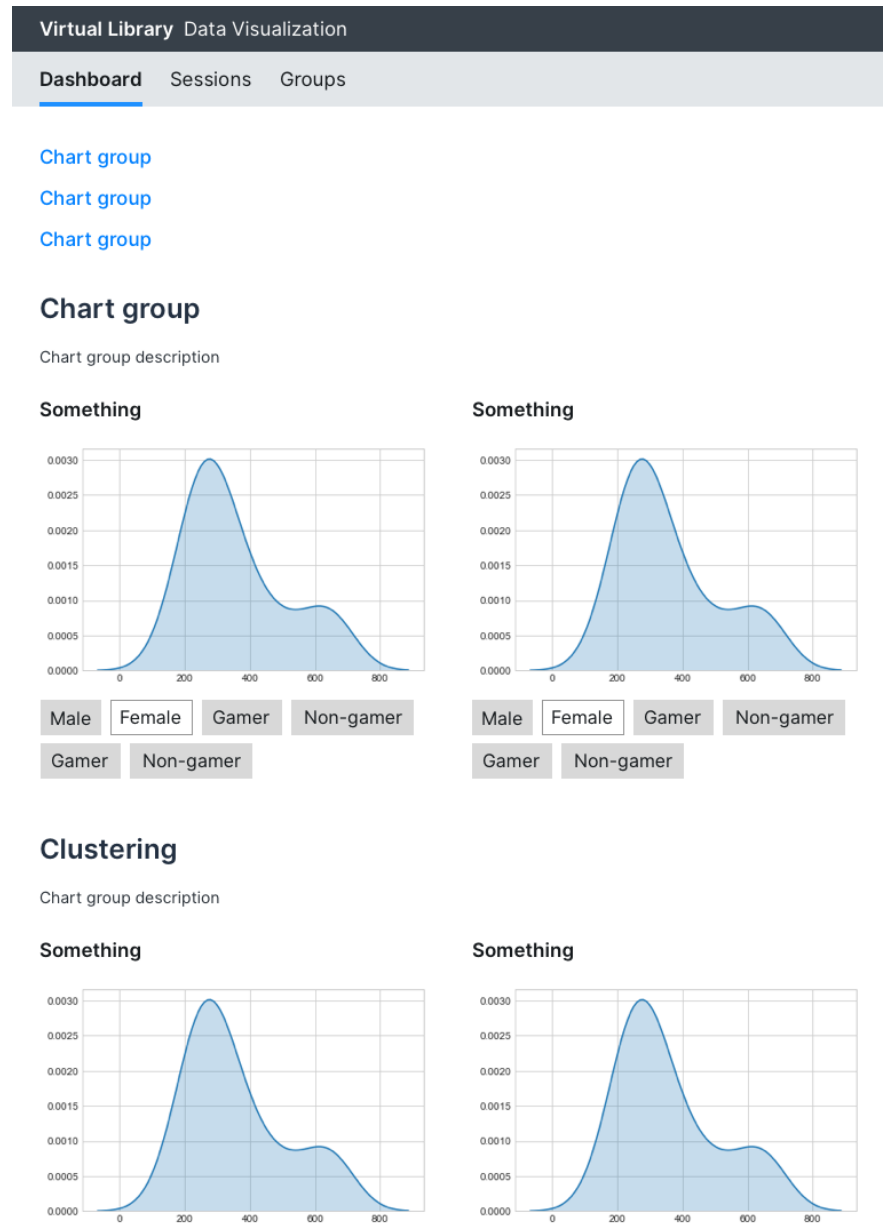 Virtual Library Data Visualization
Dashboard Sessions Groups
Chart group
Chart group
Chart group
Chart group
Chart group description
Something
0.0030
0.0025
0.0020
0.0015
0.0010
0.0005
0.0000
0 200 400 600 800
Male Female Gamer Non-gamer
Gamer Non-gamer
Something
0.0030
0.0025
0.0020
0.0015
0.0010
0.0005
0.0000
0 200 400 600 800
Male Female Gamer Non-gamer
Gamer Non-gamer
Clustering
Chart group description
Something
0.0030
0.0025
0.0020
0.0015
0.0010
0.0005
0.0000
0 200 400 600 800
Something
0.0030
0.0025
0.0020
0.0015
0.0010
0.0005
0.0000
0 200 400 600 800